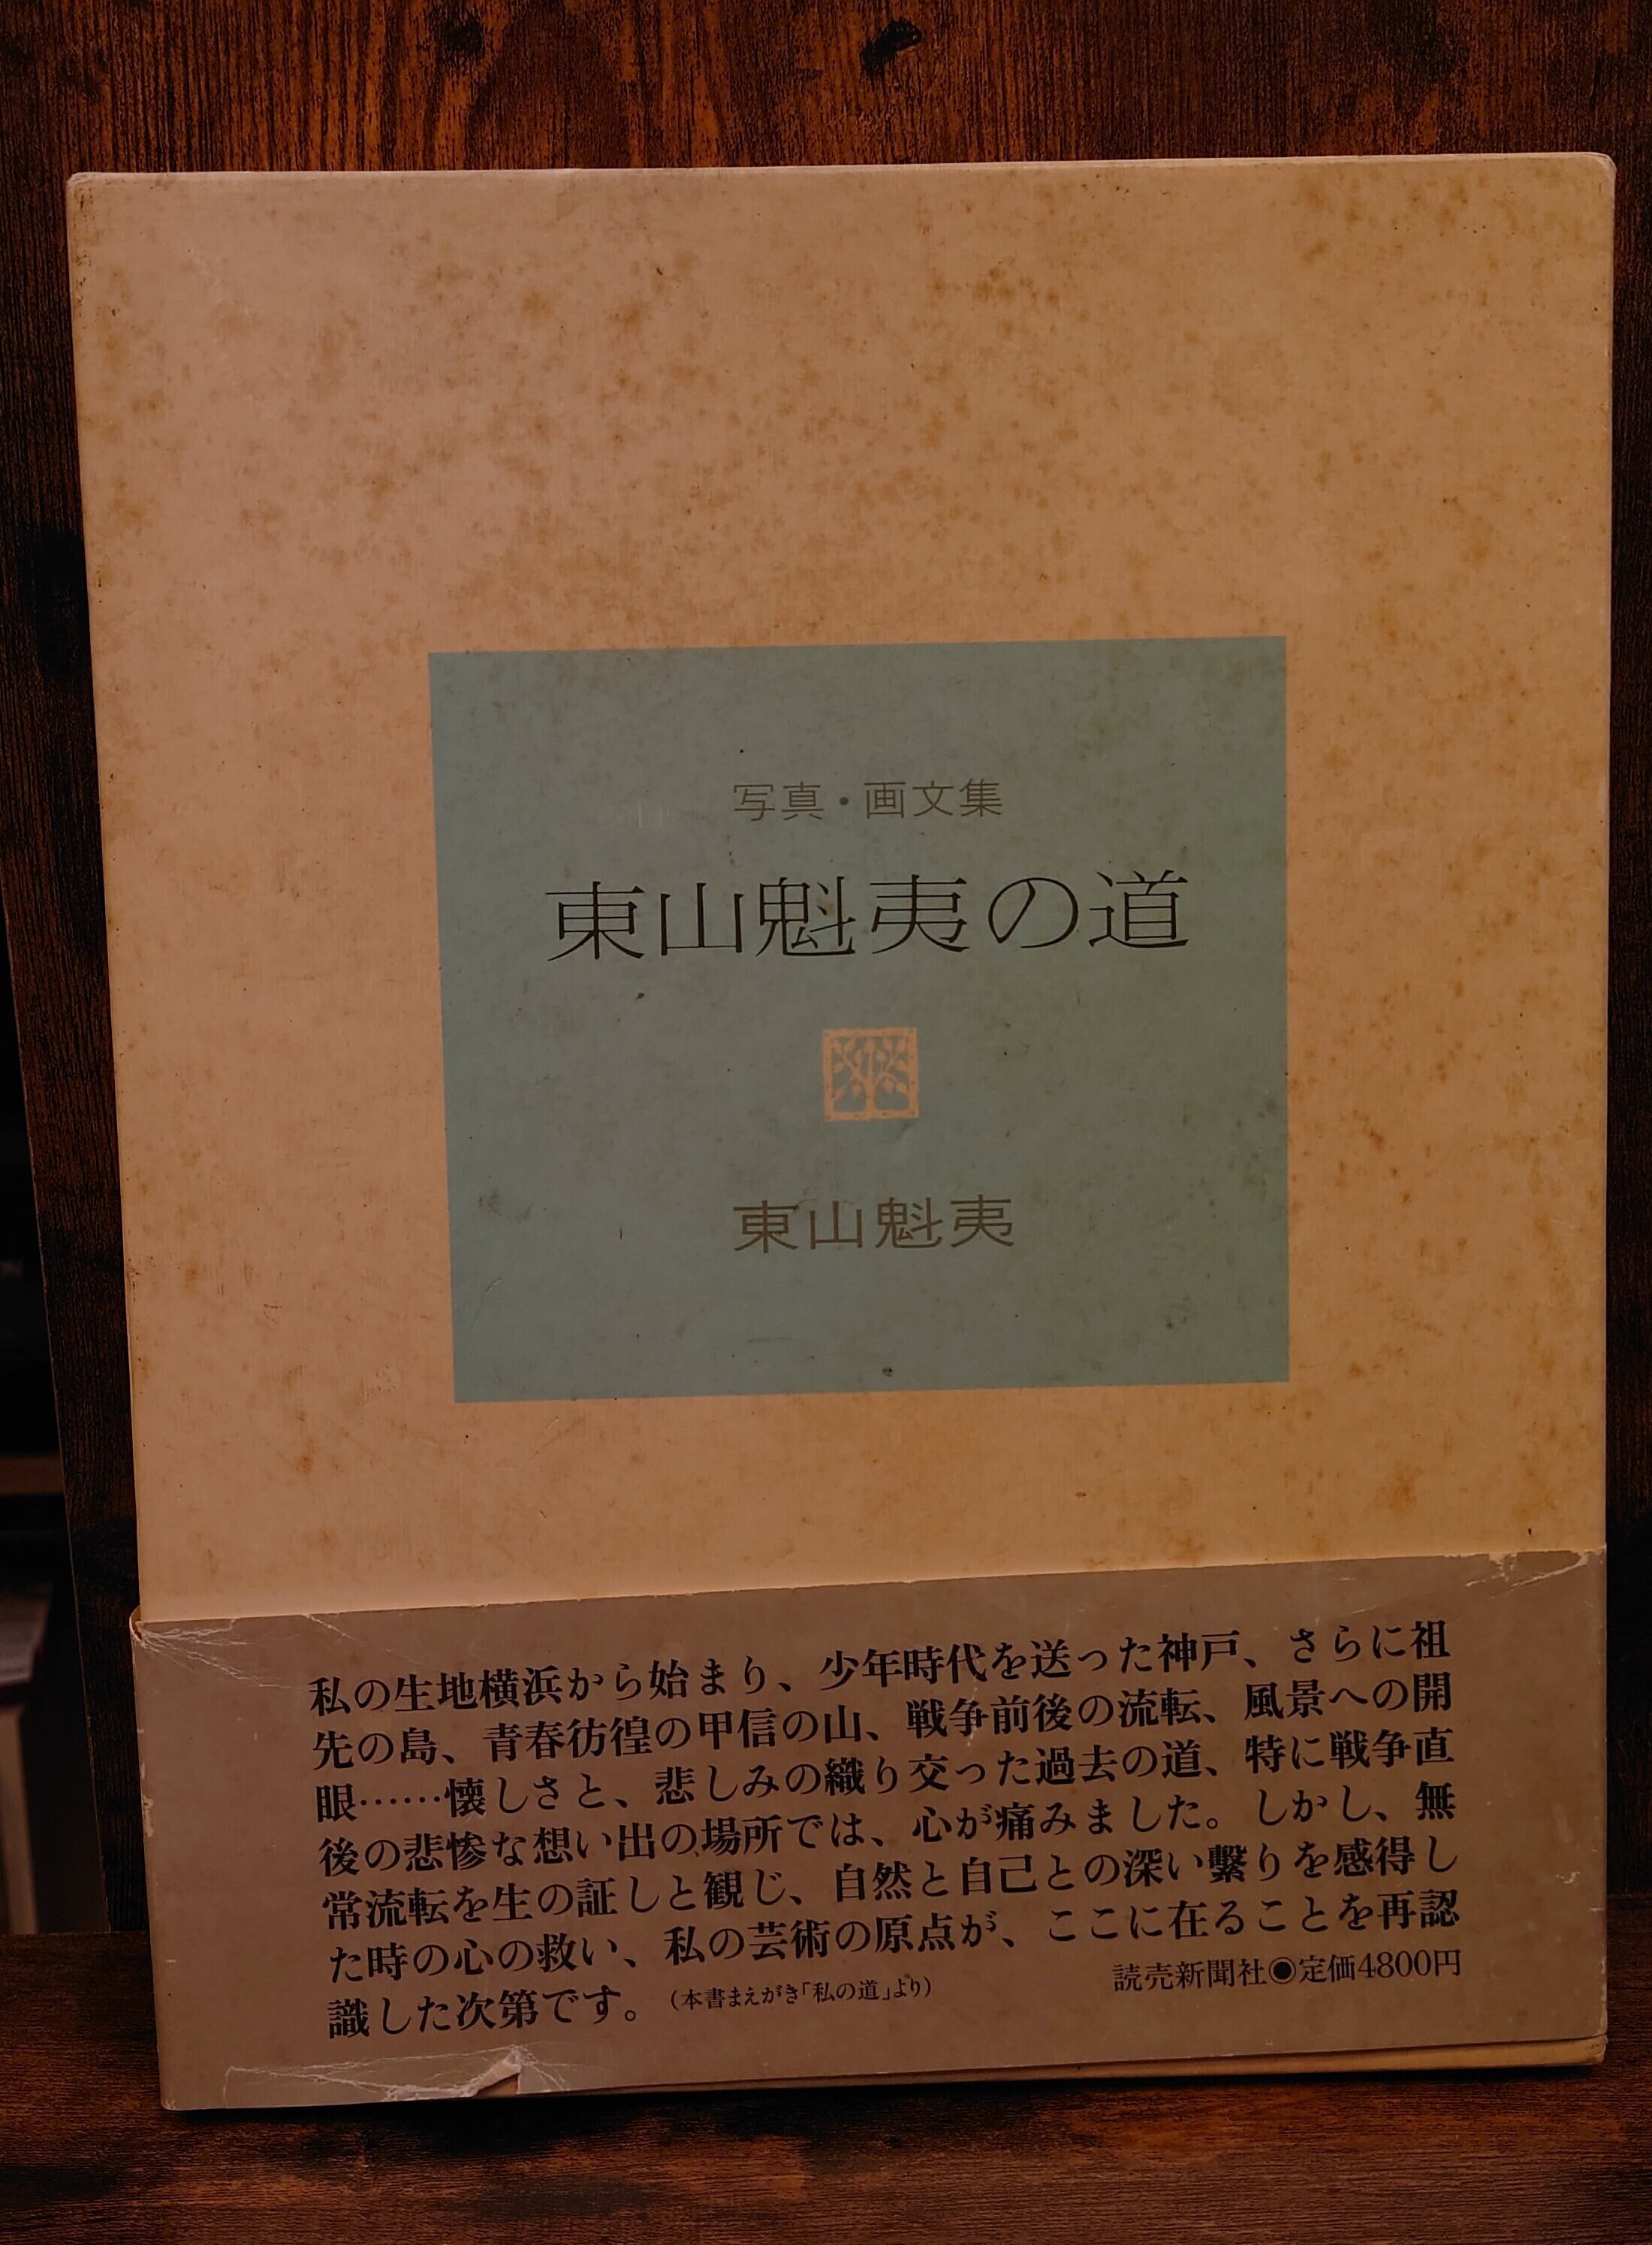 写真・画文集
東山魁夷の道
東山魁夷
私の生地横浜から始まり、少年時代を送った神戸、さらに祖
先の島、青春彷徨の甲信の山、戦争前後の流転、風景への開
眼……懐しさと、悲しみの織り交った過去の道、特に戦争直
後の悲惨な想い出の場所では、心が痛みました。しかし、無
常流転を生の証しと観じ、自然と自己との深い繋りを感得し
た時の心の救い、私の芸術の原点が、ここに在ることを再認
識した次第です。（本書まえがき「私の道」より）
読売新聞社◉定価4800円